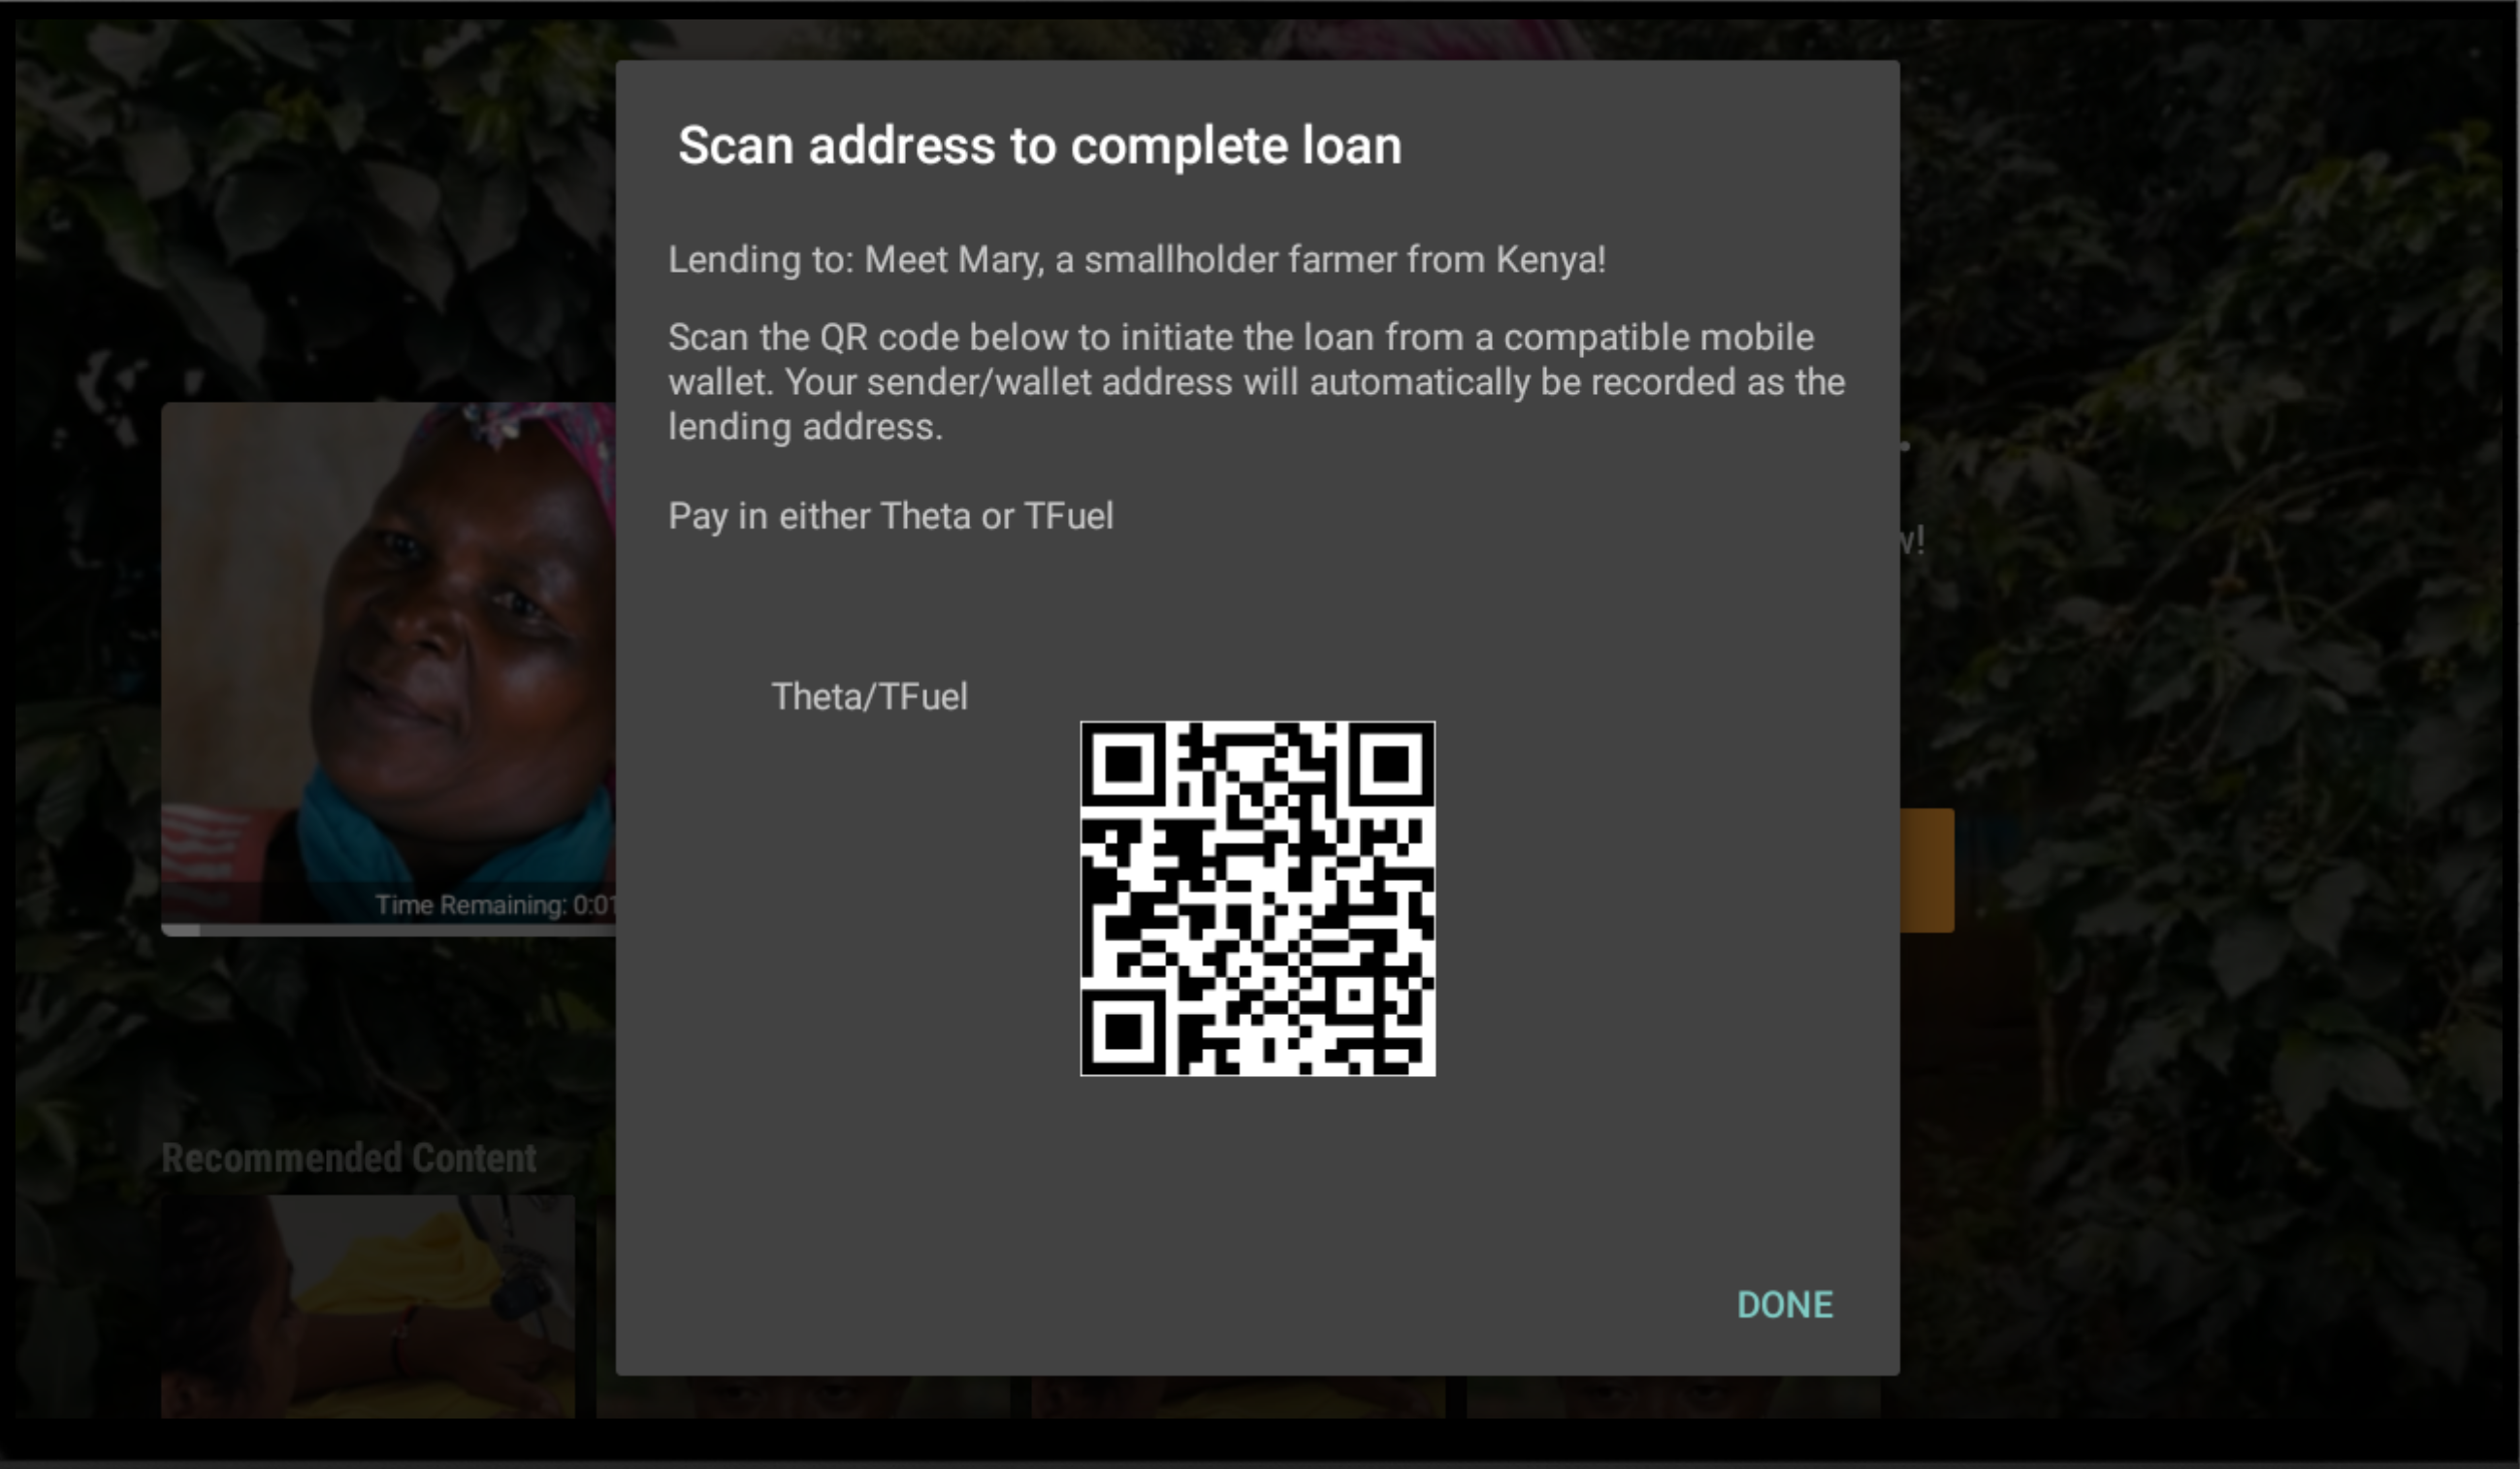 Scan address to complete loan
Lending to: Meet Mary, a smallholder farmer from Kenya!
Scan the QR code below to initiate the loan from a compatible mobile
wallet. Your sender/wallet address will automatically be recorded as the
lending address.
Pay in either Theta or TFuel
w!
Theta/TFuel
Time Remaining: 0:01
Recommended Content
DONE